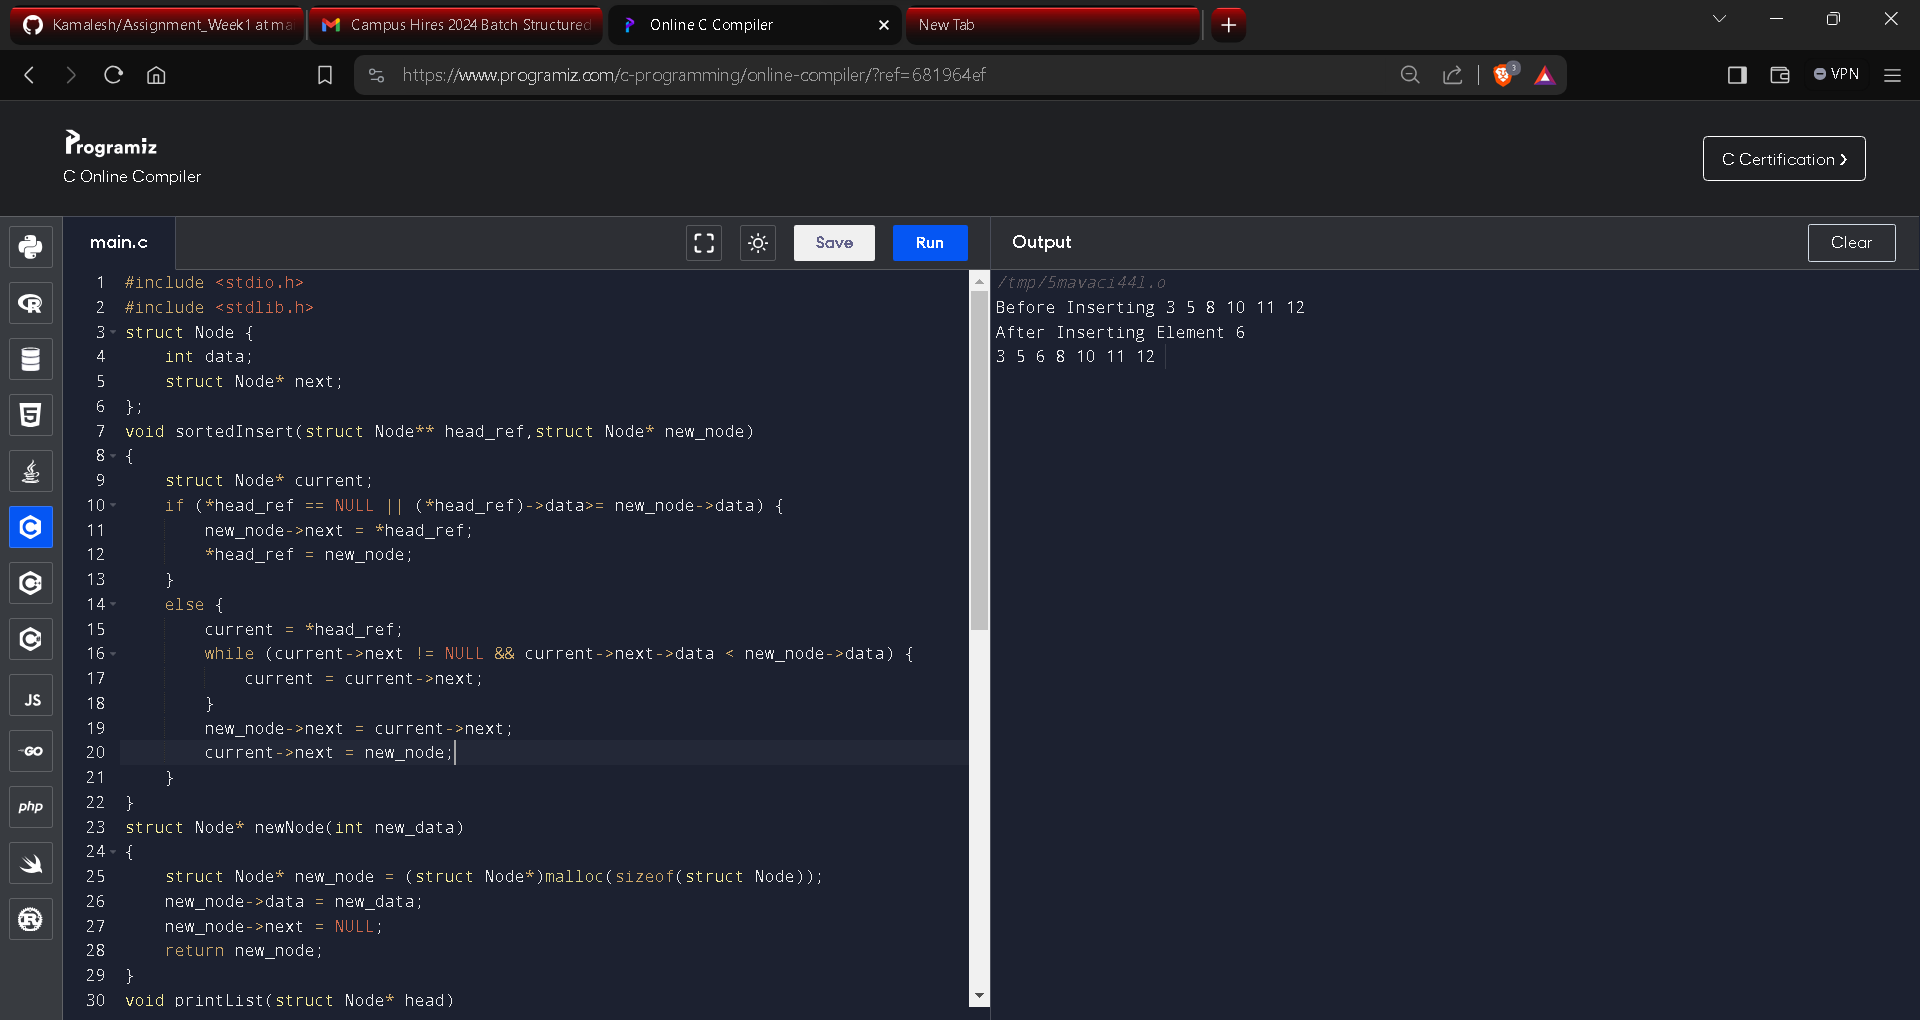 Kamalesh/Assignment_Week1 at ma
Campus Hires 2024 Batch Structured
Online C Compiler
New Tab
https://www.programiz.com/c-programming/online-compiler/?ref=681964ef
3
VPN
Programiz
C Online Compiler
C Certification
main.c
Save
Run
Output
Clear
1 #include <stdio.h>
2 #include <stdlib.h>
3 struct Node {
4 int data;
5 struct Node* next;
6 };
7 void sortedInsert(struct Node** head_ref,struct Node* new_node)
8 {
9 struct Node* current;
10 if (*head_ref == NULL || (*head_ref)->data>= new_node->data) {
11 new_node->next = *head_ref;
12 *head_ref = new_node;
13 }
14 else {
15 current = *head_ref;
16 while (current->next != NULL && current->next->data < new_node->data) {
17 current = current->next;
18 }
19 new_node->next = current->next;
20 current->next = new_node;
21 }
22 }
23 struct Node* newNode(int new_data)
24 {
25 struct Node* new_node = (struct Node*)malloc(sizeof(struct Node));
26 new_node->data = new_data;
27 new_node->next = NULL;
28 return new_node;
29 }
30 void printList(struct Node* head)
/tmp/5mavaci44l.o
Before Inserting 3 5 8 10 11 12
After Inserting Element 6
3 5 6 8 10 11 12
R
5
JS
GO
php